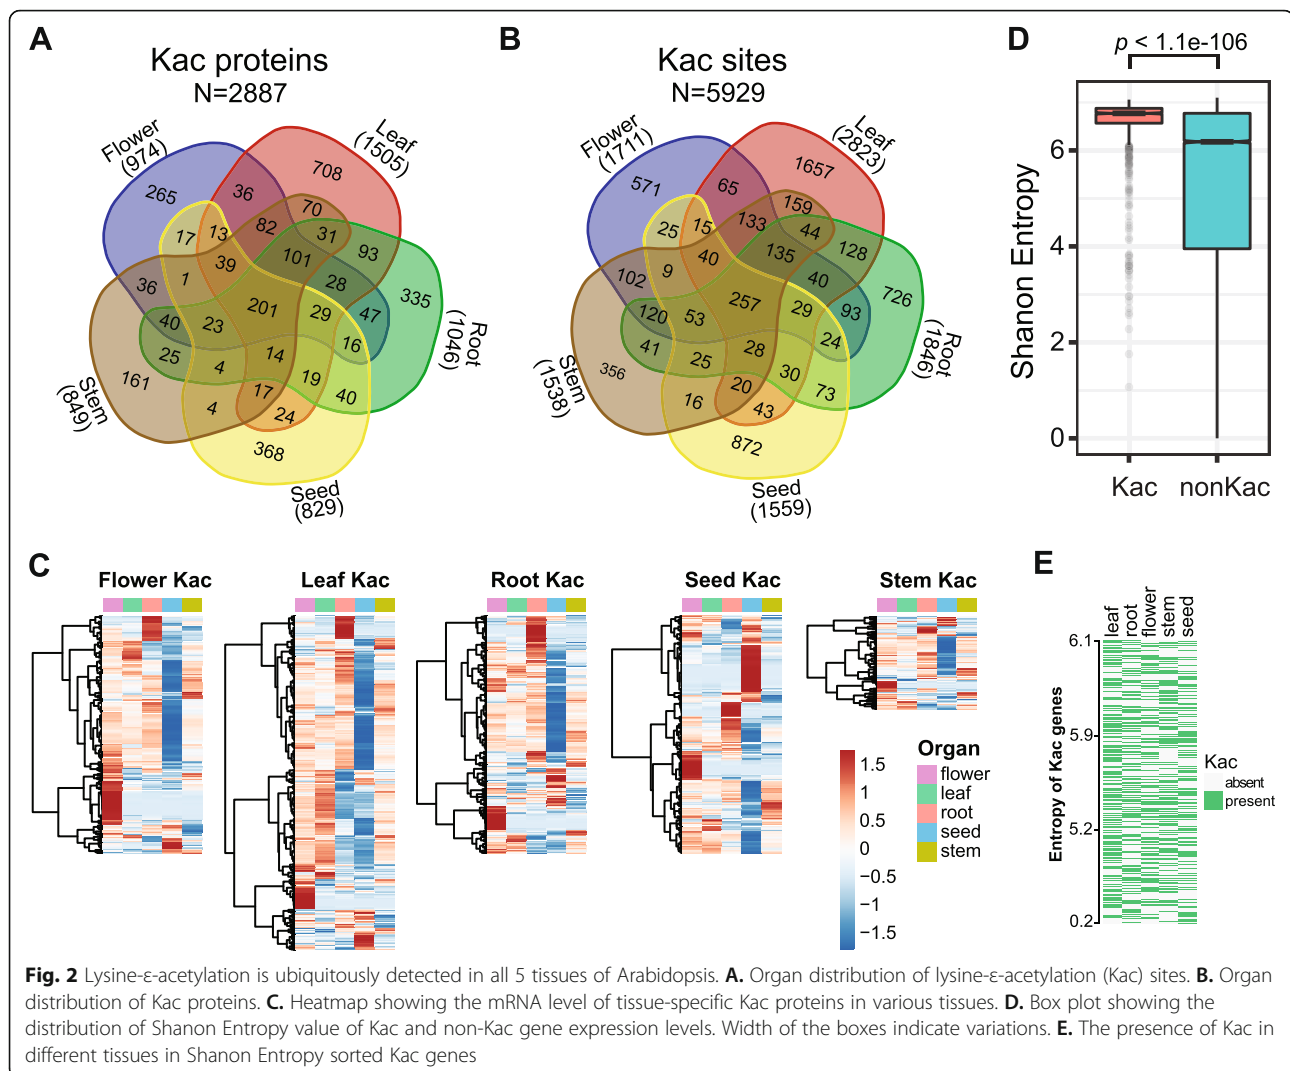 A
Kac proteins
N=2887
Flower
(974)
Leaf
(1505)
Root
(1046)
Seed
(829)
Stem
(849)
265
36
708
70
82
13
17
31
93
101
39
1
36
28
335
201
47
29
40
23
16
25
4
14
19
161
17
40
4
24
368
B
Kac sites
N=5929
Flower
(1711)
Leaf
(2823)
Root
(1846)
Seed
(1559)
Stem
(1538)
571
65
1657
159
133
15
25
44
128
135
40
9
102
40
726
257
29
93
120
53
24
41
25
28
30
356
20
73
16
43
872
D
p < 1.1e-106
Shanon Entropy
6
4
2
0
Kac nonKac
C
Flower Kac
Leaf Kac
Root Kac
Seed Kac
Stem Kac
1.5
1
0.5
0
−0.5
−1
−1.5
Organ
flower
leaf
root
seed
stem
E
leaf
root
flower
stem
seed
Entropy of Kac genes
6.1
5.9
5.2
0.2
Kac
absent
present
Fig. 2 Lysine-ε-acetylation is ubiquitously detected in all 5 tissues of Arabidopsis. A. Organ distribution of lysine-ε-acetylation (Kac) sites. B. Organ
distribution of Kac proteins. C. Heatmap showing the mRNA level of tissue-specific Kac proteins in various tissues. D. Box plot showing the
distribution of Shanon Entropy value of Kac and non-Kac gene expression levels. Width of the boxes indicate variations. E. The presence of Kac in
different tissues in Shanon Entropy sorted Kac genes